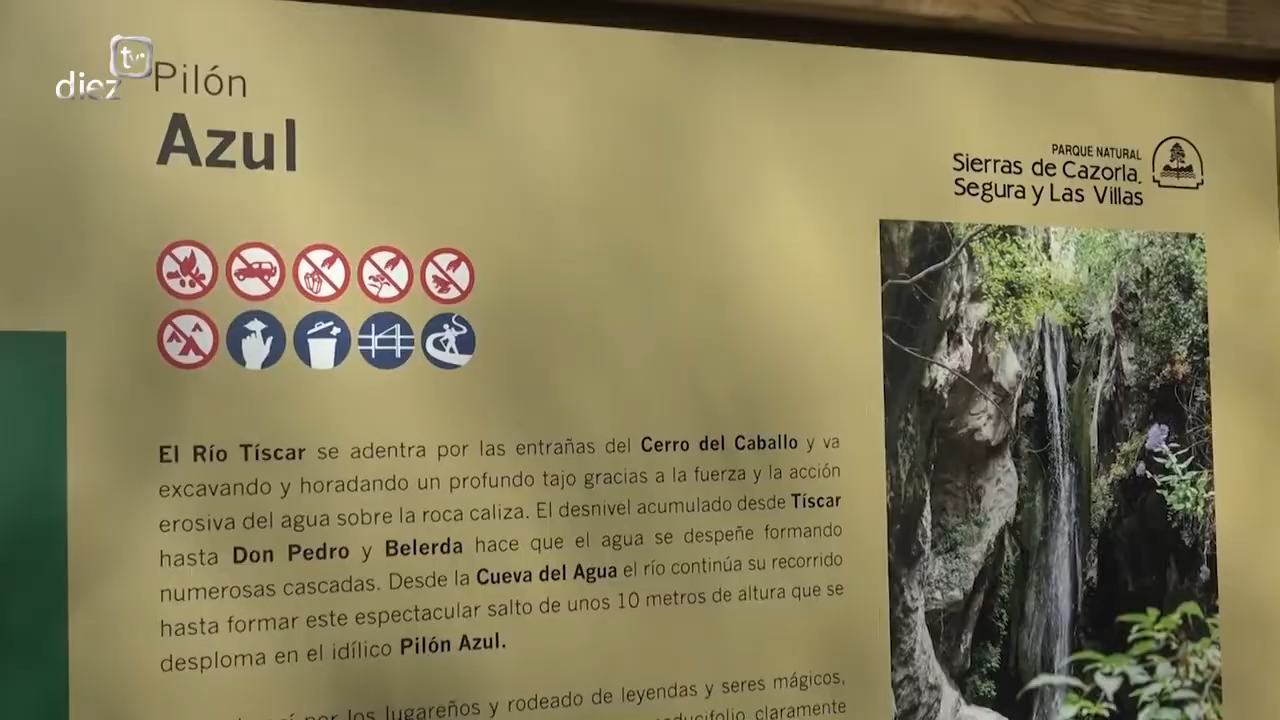 diez tv
Pilón
Azul
PARQUE NATURAL
Sierras de Cazorla,
Segura y Las Villas
El Río Tíscar se adentra por las entrañas del Cerro del Caballo y va
excavando y horadando un profundo tajo gracias a la fuerza y la acción
erosiva del agua sobre la roca caliza. El desnivel acumulado desde Tíscar
hasta Don Pedro y Belerda hace que el agua se despeñe formando
numerosas cascadas. Desde la Cueva del Agua el río continúa su recorrido
hasta formar este espectacular salto de unos 10 metros de altura que se
desploma en el idílico Pilón Azul.
por los lugareños y rodeado de leyendas y seres mágicos,
claramente